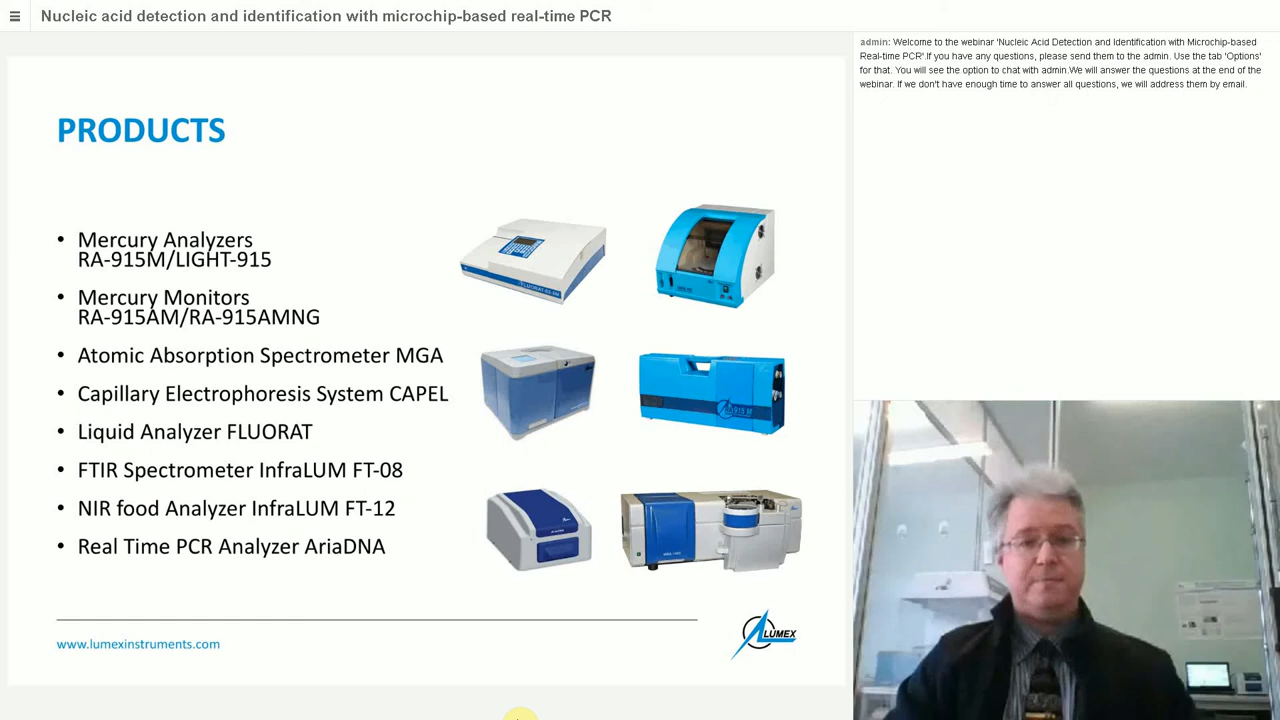 Nucleic acid detection and identification with microchip-based real-time PCR
admin: Welcome to the webinar 'Nucleic Acid Detection and Identification with Microchip-based
Real-time PCR'.If you have any questions, please send them to the admin. Use the tab 'Options'
for that. You will see the option to chat with admin.We will answer the questions at the end of the
webinar. If we don't have enough time to answer all questions, we will address them by email.
PRODUCTS
• Mercury Analyzers
RA-915M/LIGHT-915
• Mercury Monitors
RA-915AM/RA-915AMNG
• Atomic Absorption Spectrometer MGA
• Capillary Electrophoresis System CAPEL
• Liquid Analyzer FLUORAT
• FTIR Spectrometer InfraLUM FT-08
• NIR food Analyzer InfraLUM FT-12
• Real Time PCR Analyzer AriaDNA
www.lumexinstruments.com
LUMEX